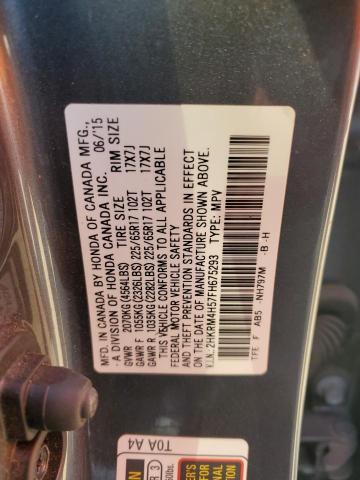 MFD. IN CANADA BY HONDA OF CANADA MFG.,
- A DIVISION OF HONDA CANADA INC. 06/'15
TIRE SIZE RIM SIZE
GVWR 2070KG(4564LBS)
GAWR F 1055KG(2326LBS) 225/65R17 102T 17X7J
GAWR R 1035KG(2282LBS) 225/65R17 102T 17X7J
THIS VEHICLE CONFORMS TO ALL APPLICABLE
FEDERAL MOTOR VEHICLE SAFETY
AND THEFT PREVENTION STANDARDS IN EFFECT
ON THE DATE OF MANUFACTURE SHOWN ABOVE.
V.I.N.:2HKRM4H57FH675293 TYPE: MPV
TFE F AB5 -NH797M -B -H
T0A A4